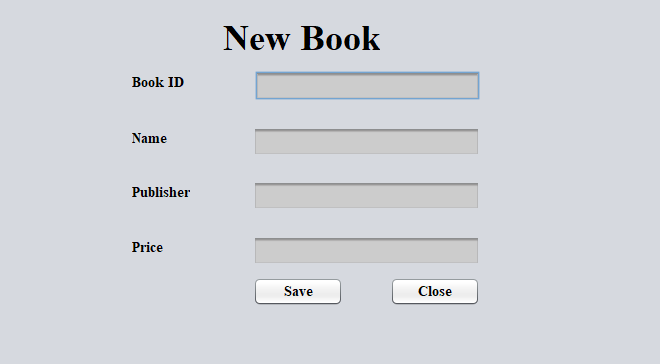 New Book
Book ID
Name
Publisher
Price
Save Close